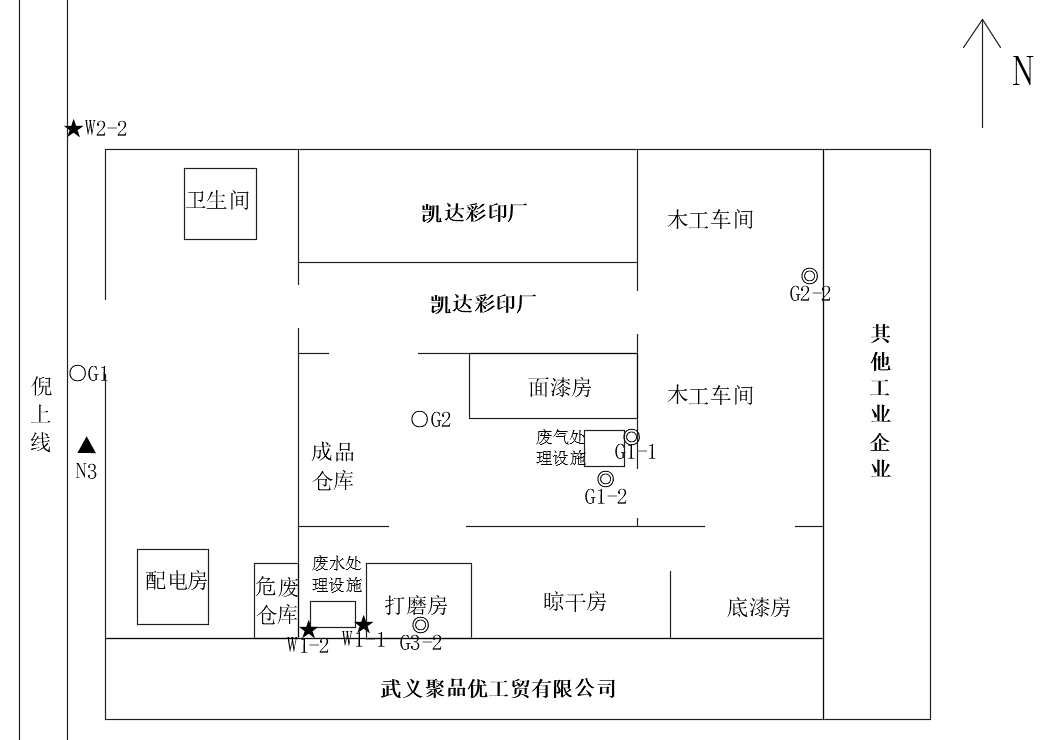 N
W2-2
卫生间
凯达彩印厂
木工车间
G2-2
凯达彩印厂
其他工业企业
倪上线
G1
面漆房
木工车间
G2
废气处
理设施
G1-1
成品
仓库
N3
G1-2
配电房
危废
仓库
废水处
理设施
打磨房
晾干房
底漆房
W1-2
W1-1
G3-2
武义聚品优工贸有限公司